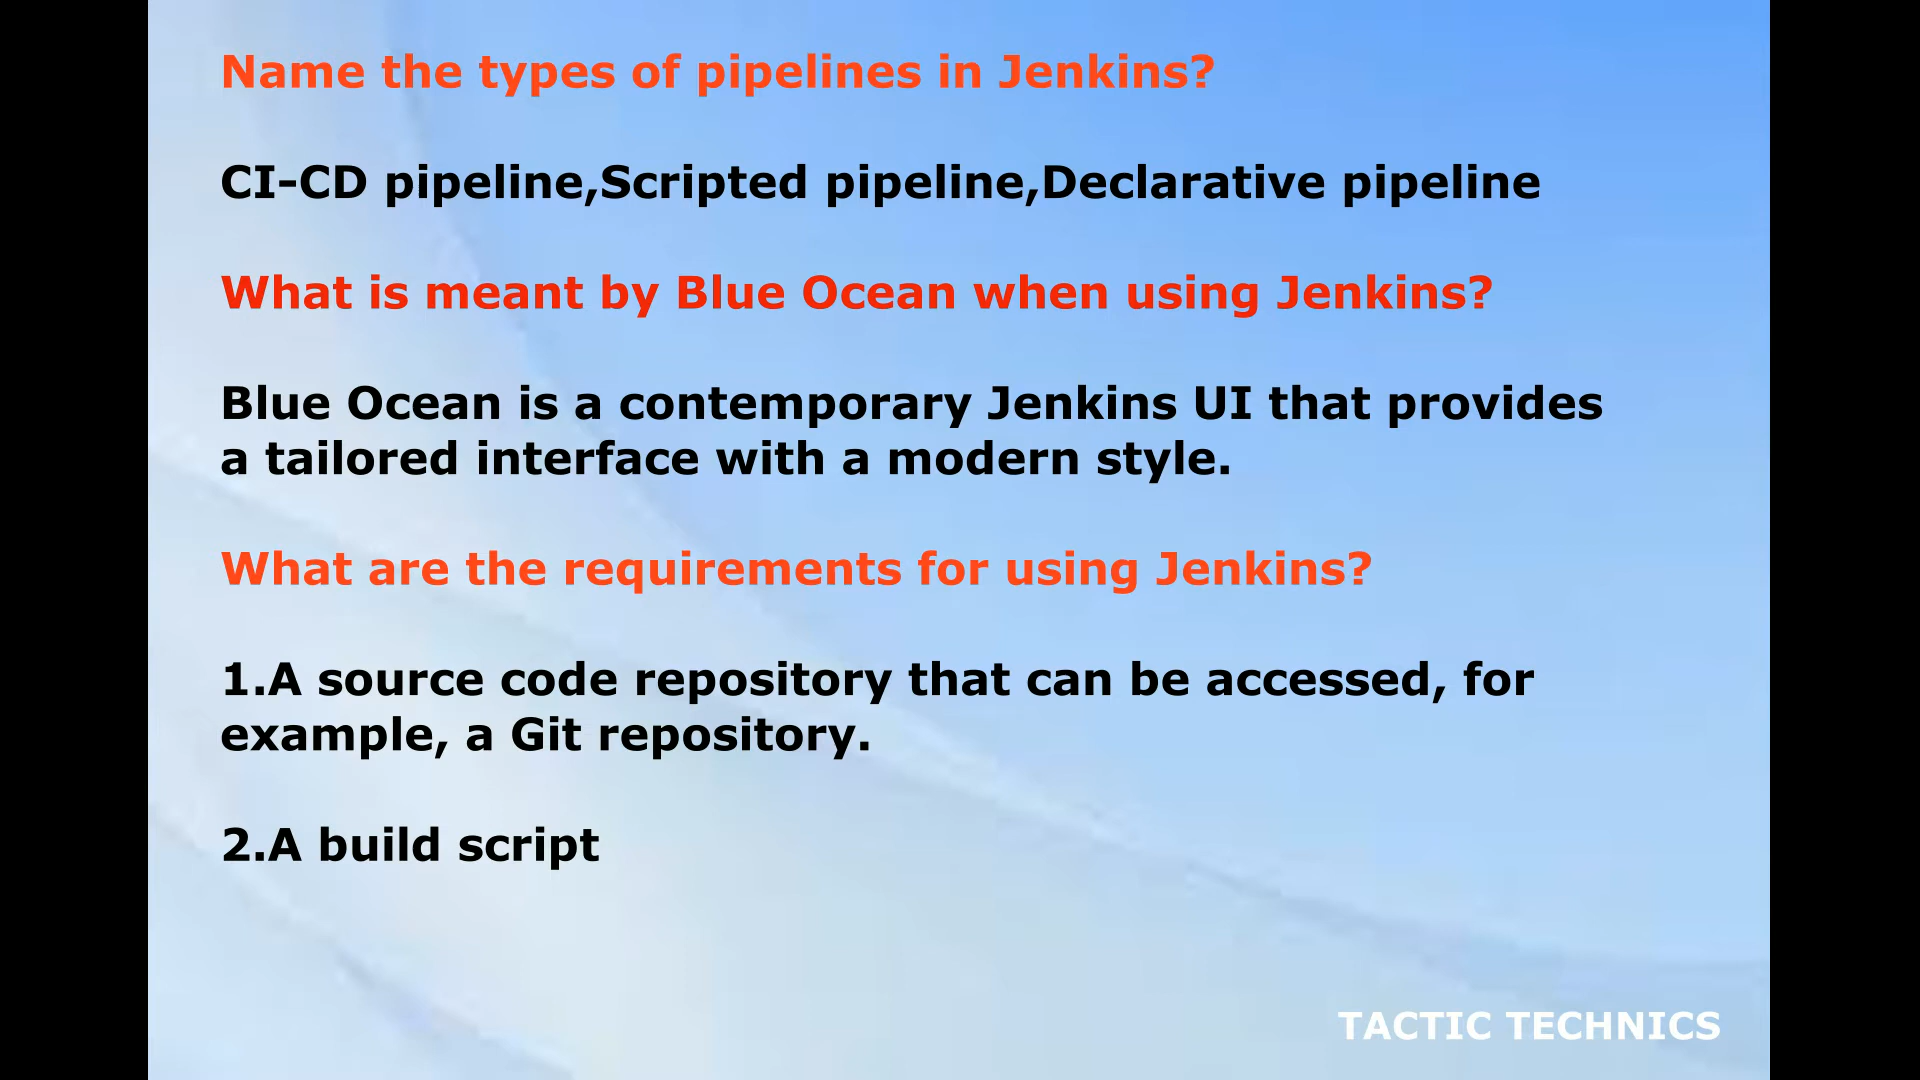 Name the types of pipelines in Jenkins?
CI-CD pipeline,Scripted pipeline,Declarative pipeline
What is meant by Blue Ocean when using Jenkins?
Blue Ocean is a contemporary Jenkins UI that provides
a tailored interface with a modern style.
What are the requirements for using Jenkins?
1.A source code repository that can be accessed, for
example, a Git repository.
2.A build script
TACTIC TECHNICS